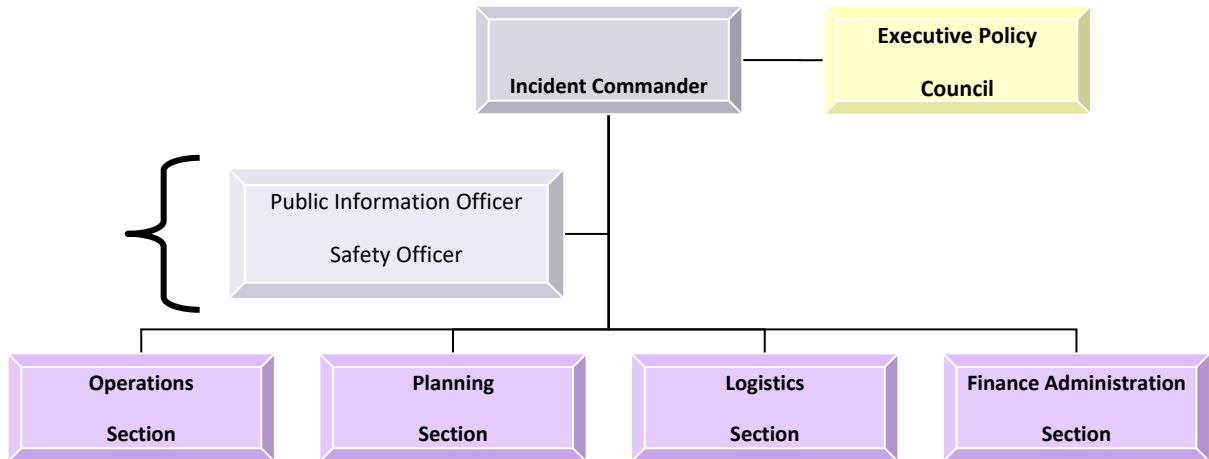 Executive Policy
Council
Incident Commander
Public Information Officer
Safety Officer
Operations
Section
Planning
Section
Logistics
Section
Finance Administration
Section